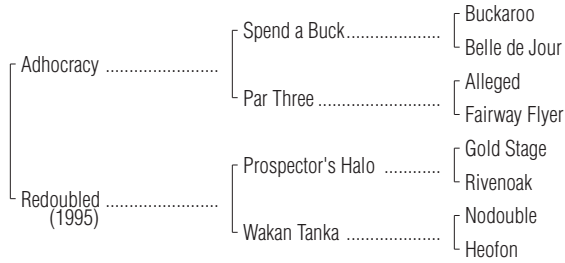 Buckaroo
Spend a Buck....................
Belle de Jour
Adhocracy ........................
Alleged
Par Three ..........................
Fairway Flyer
Gold Stage
Prospector's Halo ............
Rivenoak
Redoubled ........................
(1995)
Nodouble
Wakan Tanka ....................
Heofon